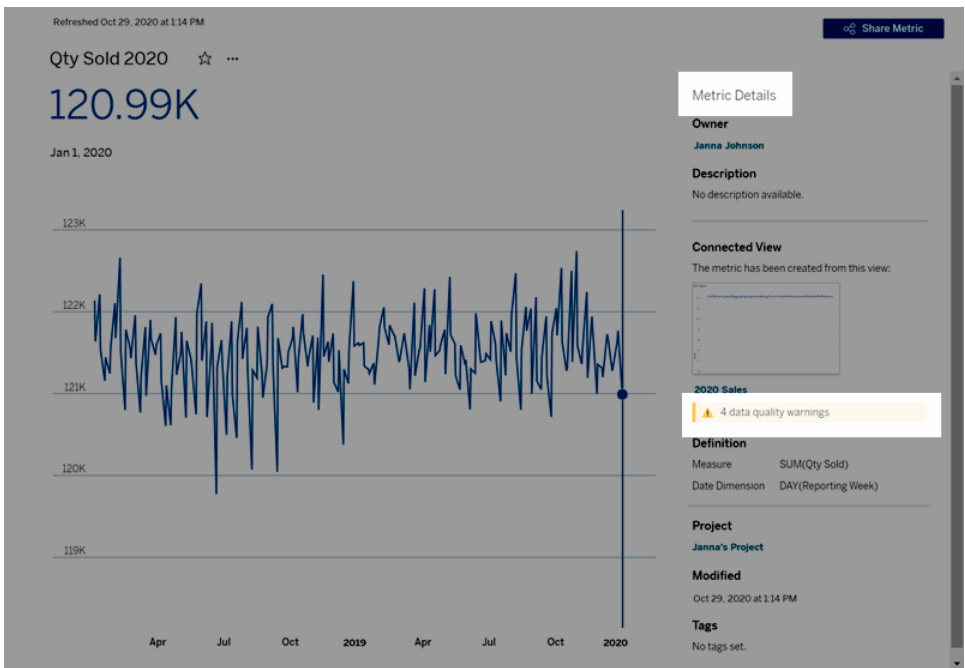 Refreshed Oct 29, 2020 at 1:14 PM
Share Metric
Qty Sold 2020
120.99K
Jan 1, 2020
123K
122K
121K
120K
119K
Apr Jul Oct 2019 Apr Jul Oct 2020
Metric Details
Owner
Janna Johnson
Description
No description available.
Connected View
The metric has been created from this view:
2020 Sales
4 data quality warnings
Definition
Measure SUM(Qty Sold)
Date Dimension DAY(Reporting Week)
Project
Janna's Project
Modified
Oct 29, 2020 at 1:14 PM
Tags
No tags set.